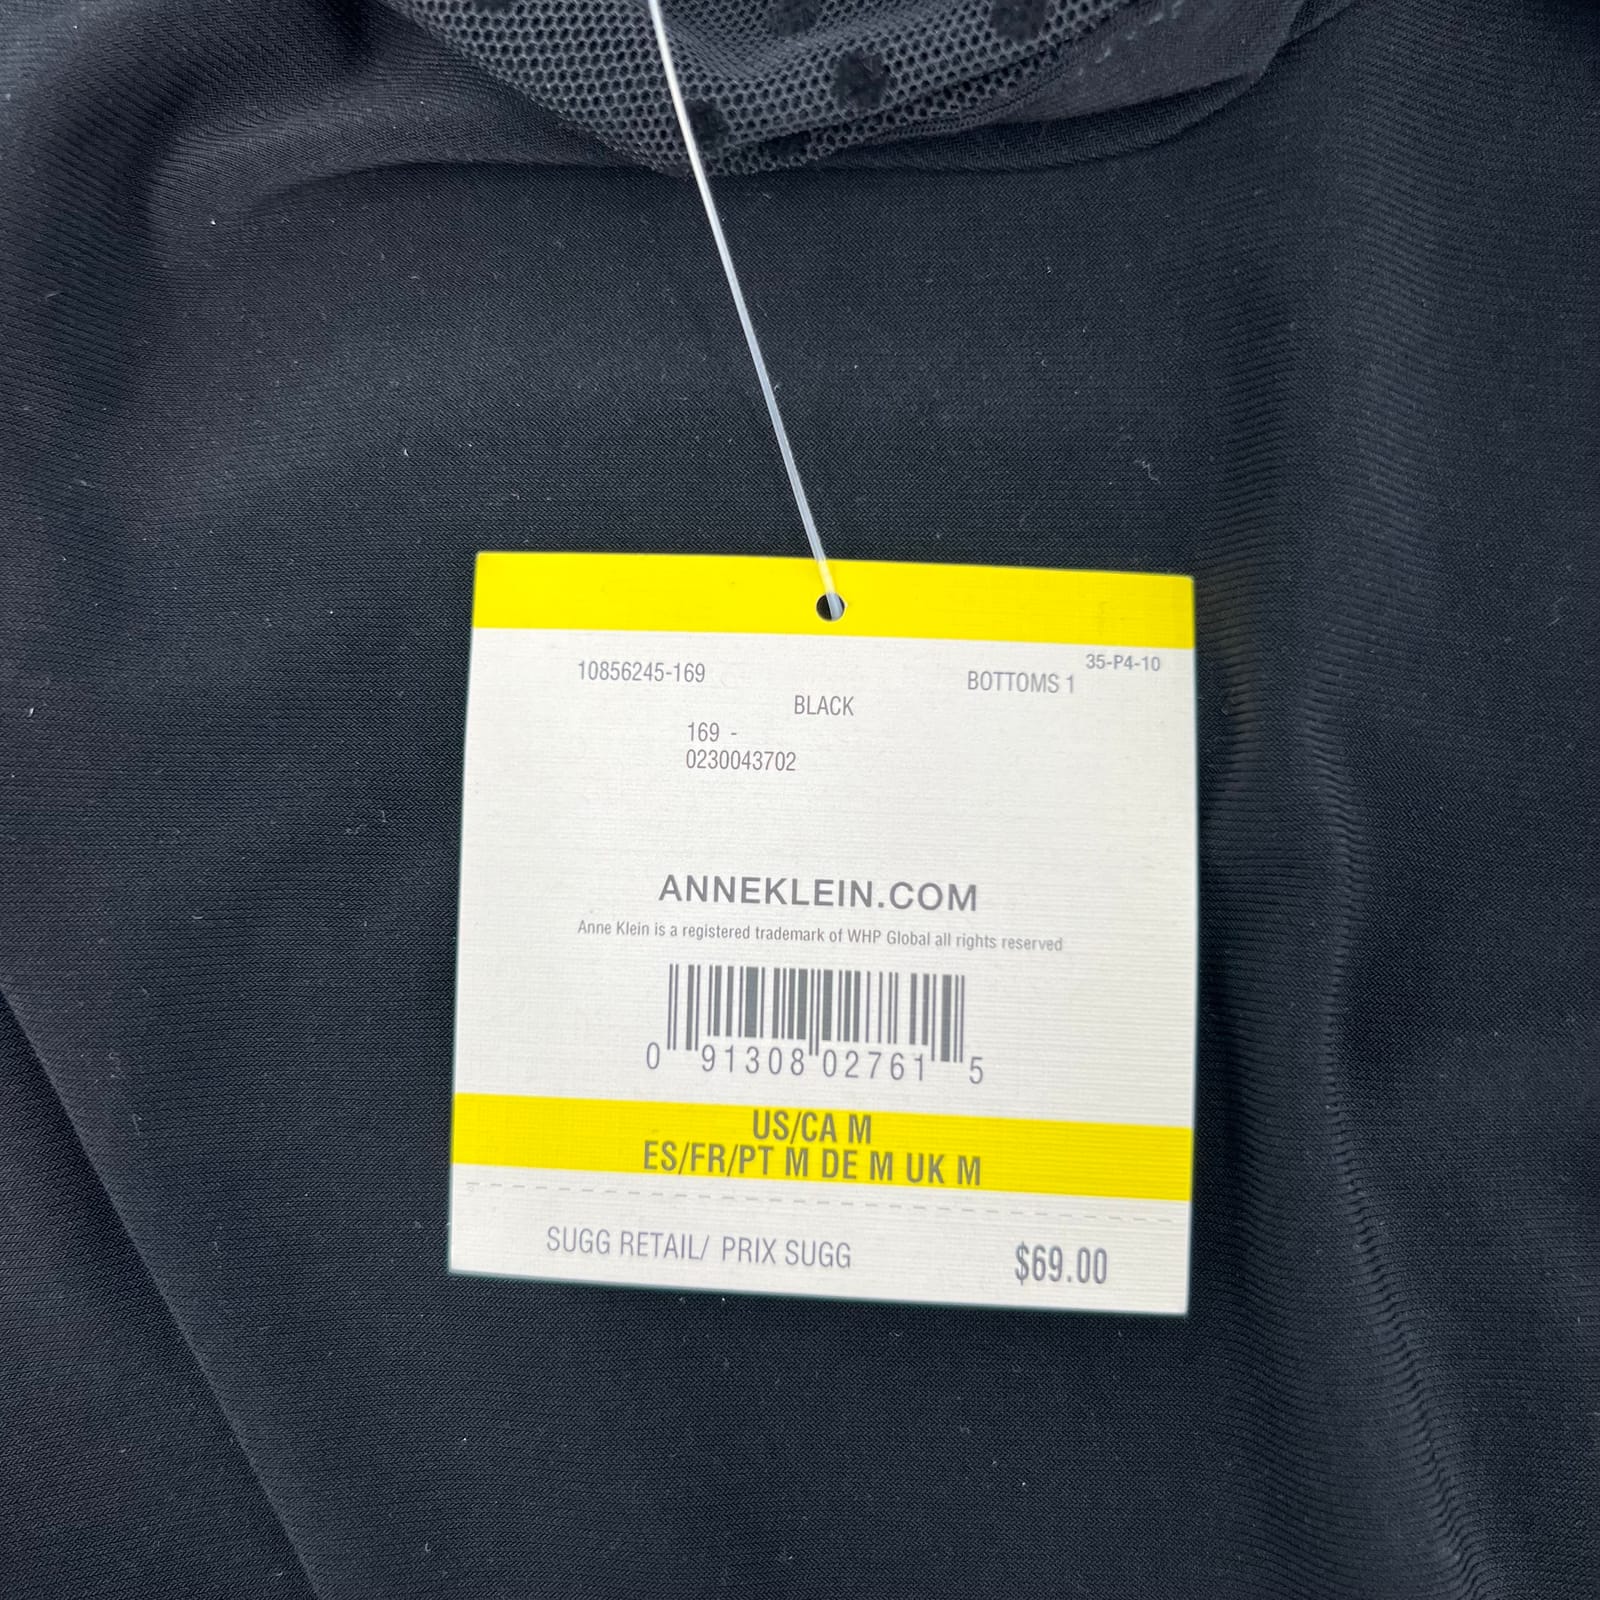 35-P4-10
10856245-169
BOTTOMS 1
BLACK
169 -
0230043702
ANNEKLEIN.COM
Anne Klein is a registered trademark of WHP Global all rights reserved
0 91308 02761 5
US/CA M
ES/FR/PT M DE M UK M
SUGG RETAIL/ PRIX SUGG $69.00